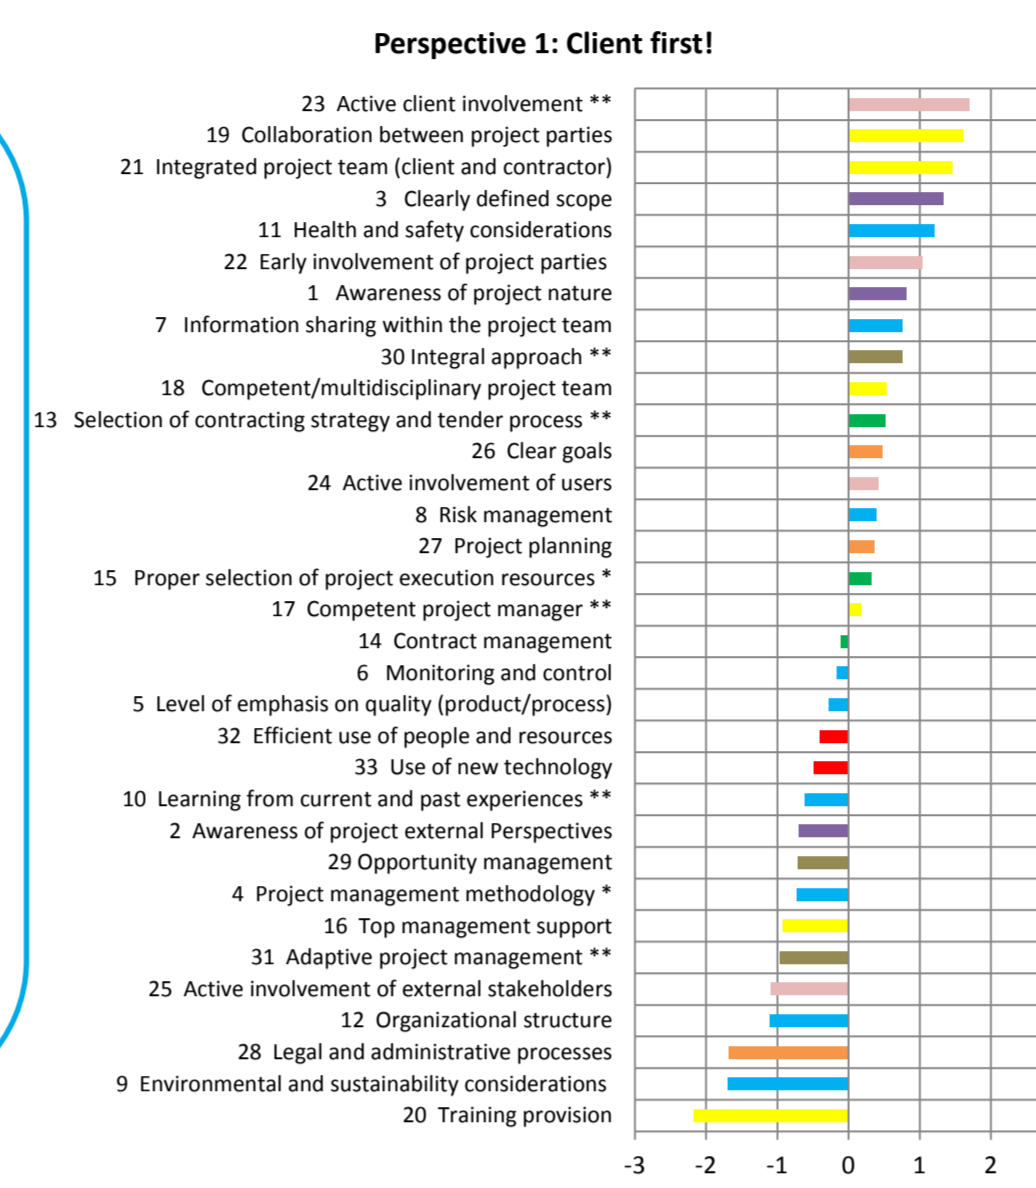 Perspective 1: Client first!
23 Active client involvement **
19 Collaboration between project parties
21 Integrated project team (client and contractor)
3 Clearly defined scope
11 Health and safety considerations
22 Early involvement of project parties
1 Awareness of project nature
7 Information sharing within the project team
30 Integral approach **
18 Competent/multidisciplinary project team
13 Selection of contracting strategy and tender process **
26 Clear goals
24 Active involvement of users
8 Risk management
27 Project planning
15 Proper selection of project execution resources *
17 Competent project manager **
14 Contract management
6 Monitoring and control
5 Level of emphasis on quality (product/process)
32 Efficient use of people and resources
33 Use of new technology
10 Learning from current and past experiences **
2 Awareness of project external Perspectives
29 Opportunity management
4 Project management methodology *
16 Top management support
31 Adaptive project management **
25 Active involvement of external stakeholders
12 Organizational structure
28 Legal and administrative processes
9 Environmental and sustainability considerations
20 Training provision
-3 -2 -1 0 1 2